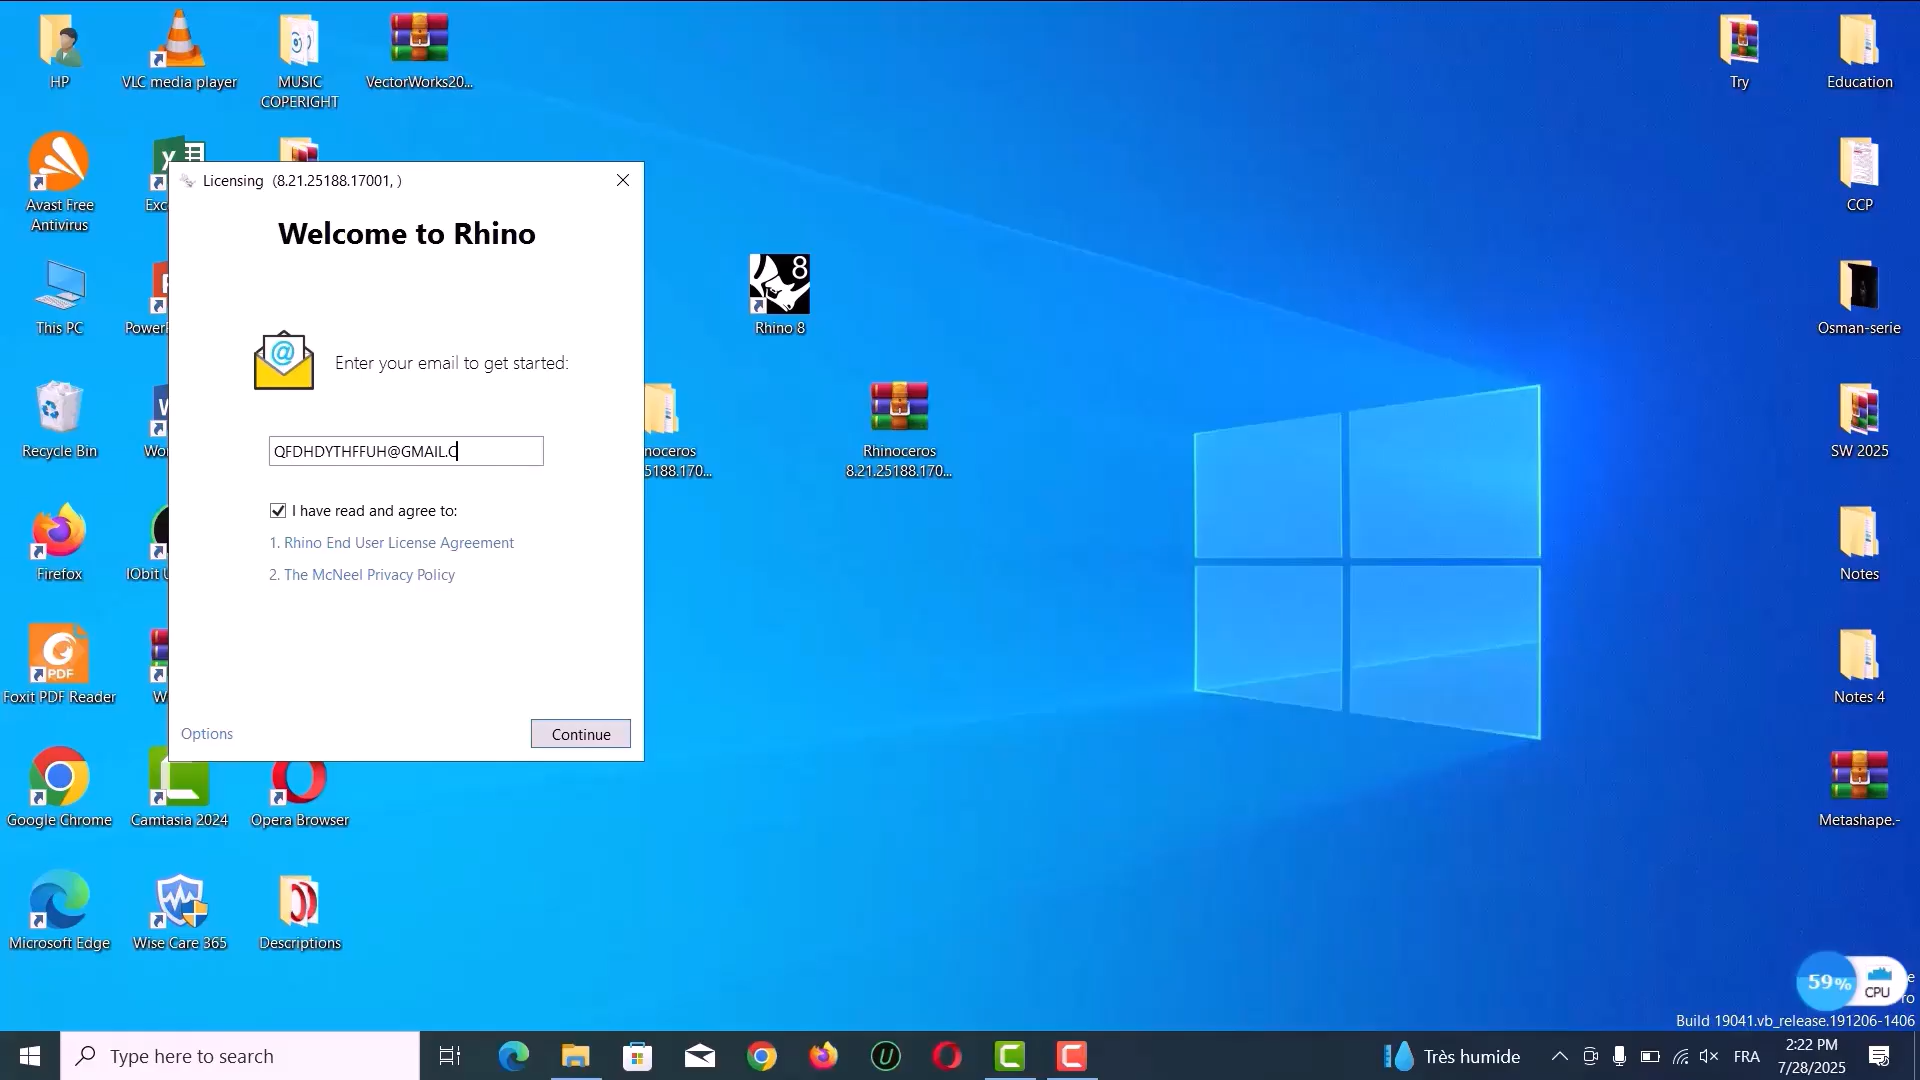 HP
VLC media player
MUSIC
COPERIGHT
VectorWorks20...
Try
Education
Avast Free
Antivirus
Exc
CCP
Licensing (8.21.25188.17001, )
Welcome to Rhino
Enter your email to get started:
QFDHDYTHFFUH@GMAIL.C
I have read and agree to:
1. Rhino End User License Agreement
2. The McNeel Privacy Policy
Options
Continue
8
Rhino 8
This PC
PowerP
Osman-serie
Recycle Bin
Wor
noceros
5188.170...
Rhinoceros
8.21.25188.170...
SW 2025
Firefox
IObit U
Notes
PDF
Foxit PDF Reader
W
Notes 4
Google Chrome
Camtasia 2024
Opera Browser
Metashape.-
Microsoft Edge
Wise Care 365
Descriptions
59%
CPU
Build 19041.vb_release.191206-1406
Type here to search
Très humide
FRA
2:22 PM
7/28/2025